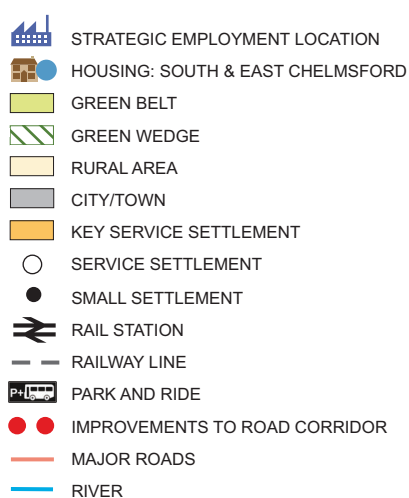 STRATEGIC EMPLOYMENT LOCATION
HOUSING: SOUTH & EAST CHELMSFORD
GREEN BELT
GREEN WEDGE
RURAL AREA
CITY/TOWN
KEY SERVICE SETTLEMENT
SERVICE SETTLEMENT
SMALL SETTLEMENT
RAIL STATION
RAILWAY LINE
P+ PARK AND RIDE
IMPROVEMENTS TO ROAD CORRIDOR
MAJOR ROADS
RIVER